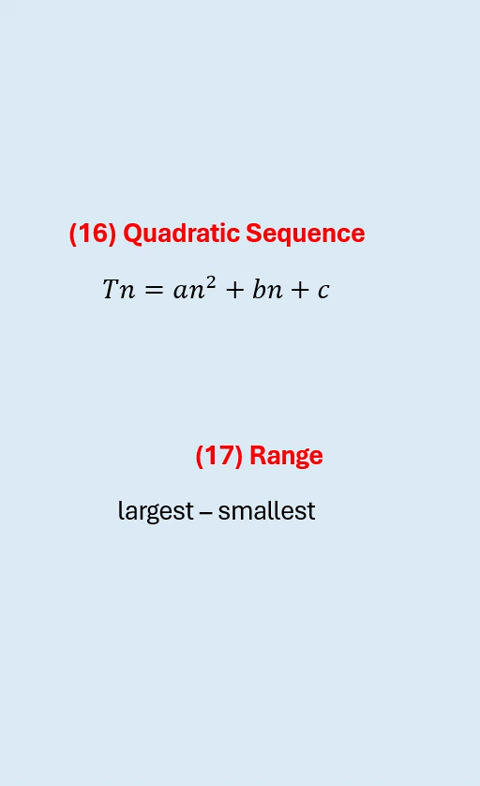 (16) Quadratic Sequence
Tn = an² + bn + c
(17) Range
largest – smallest